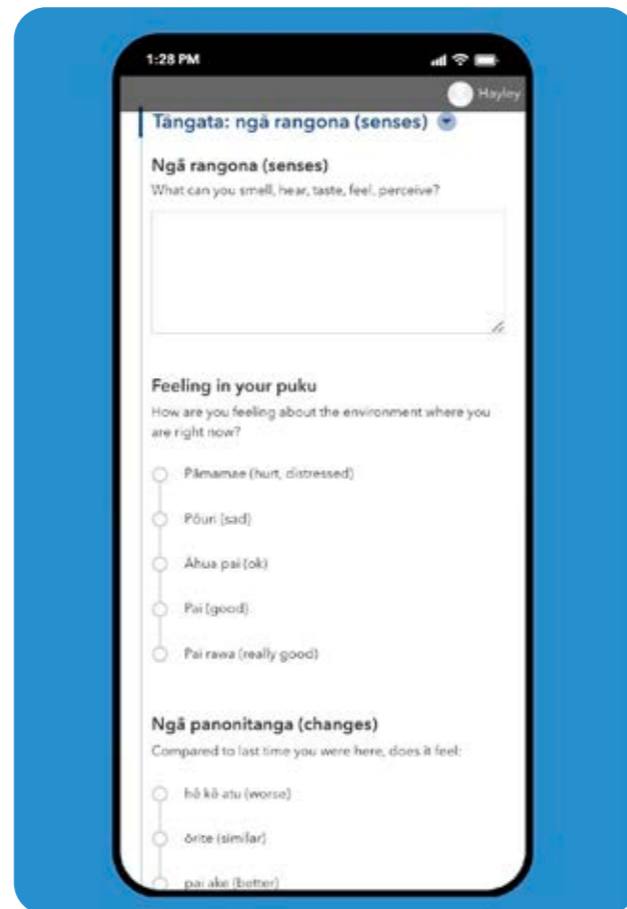 1:28 PM
Hayley
Tāngata: ngā rangona (senses)
Ngā rangona (senses)
What can you smell, hear, taste, feel, perceive?
Feeling in your puku
How are you feeling about the environment where you
are right now?
Pāmamae (hurt, distressed)
Pōuri (sad)
Āhua pai (ok)
Pai (good)
Pai rawa (really good)
Ngā panonitanga (changes)
Compared to last time you were here, does it feel:
hē kē atu (worse)
ōrite (similar)
pai ake (better)